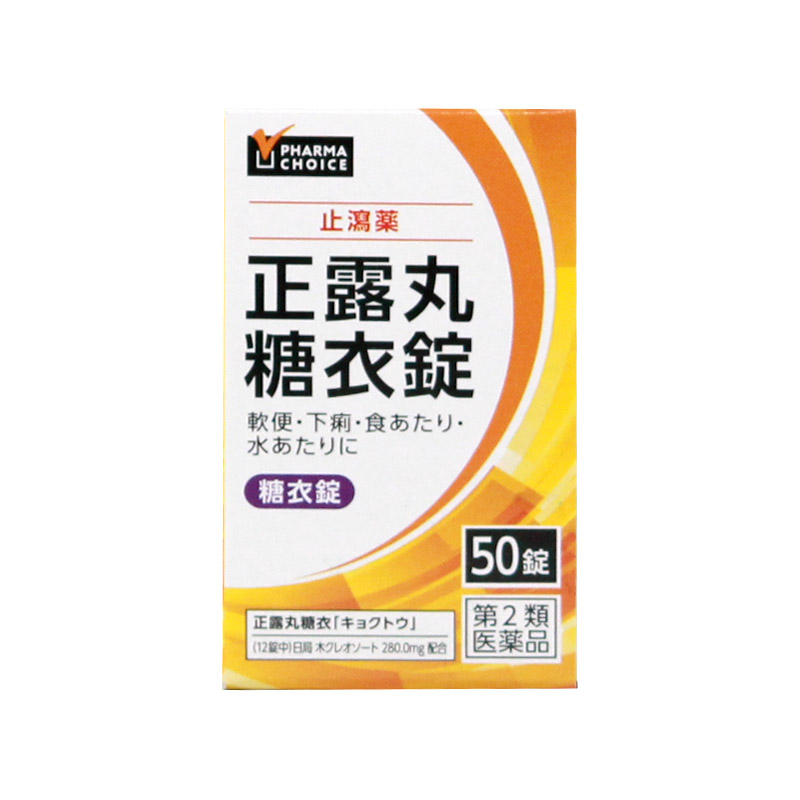 PHARMA
CHOICE
止瀉薬
正露丸
糖衣錠
軟便・下痢・食あたり・
水あたりに
糖衣錠
50錠
第2類
医薬品
正露丸糖衣「キョクトウ」
(12錠中)日局 木クレオソート 280.0mg 配合